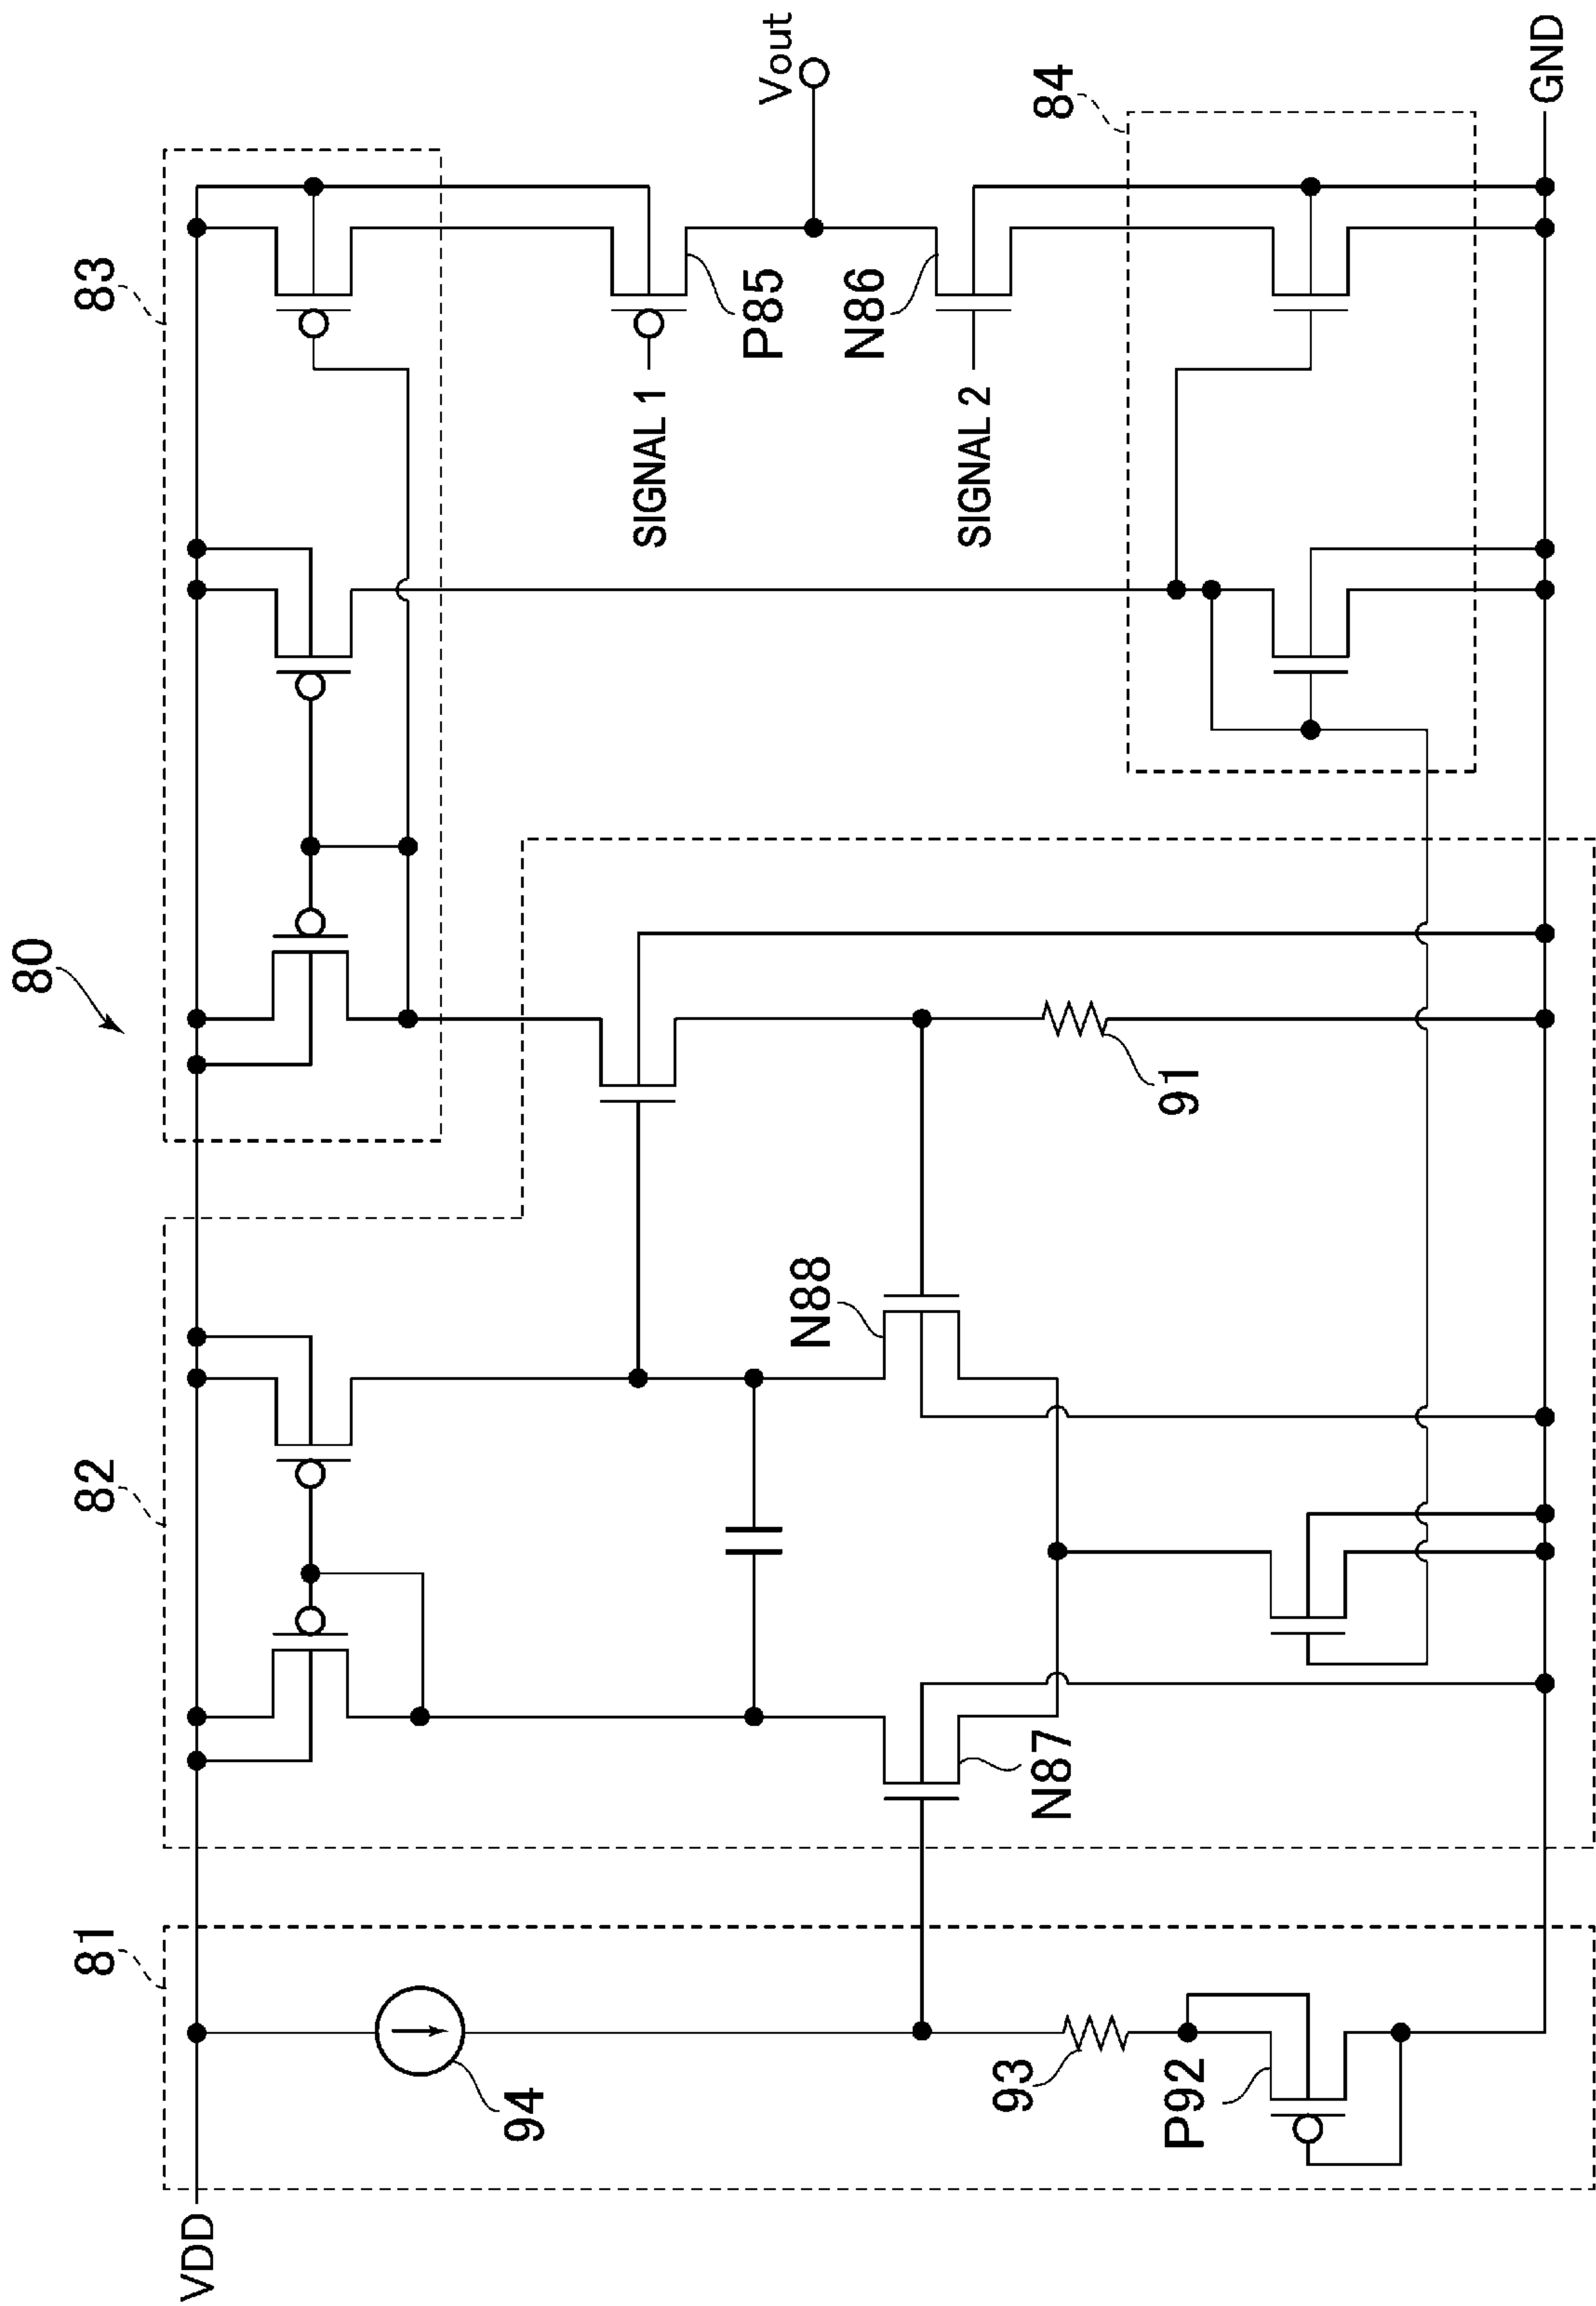 80
VDD
81
82
83
94
SIGNAL 1
P85
Vout
N88
N86
SIGNAL 2
93
N87
91
84
P92
GND